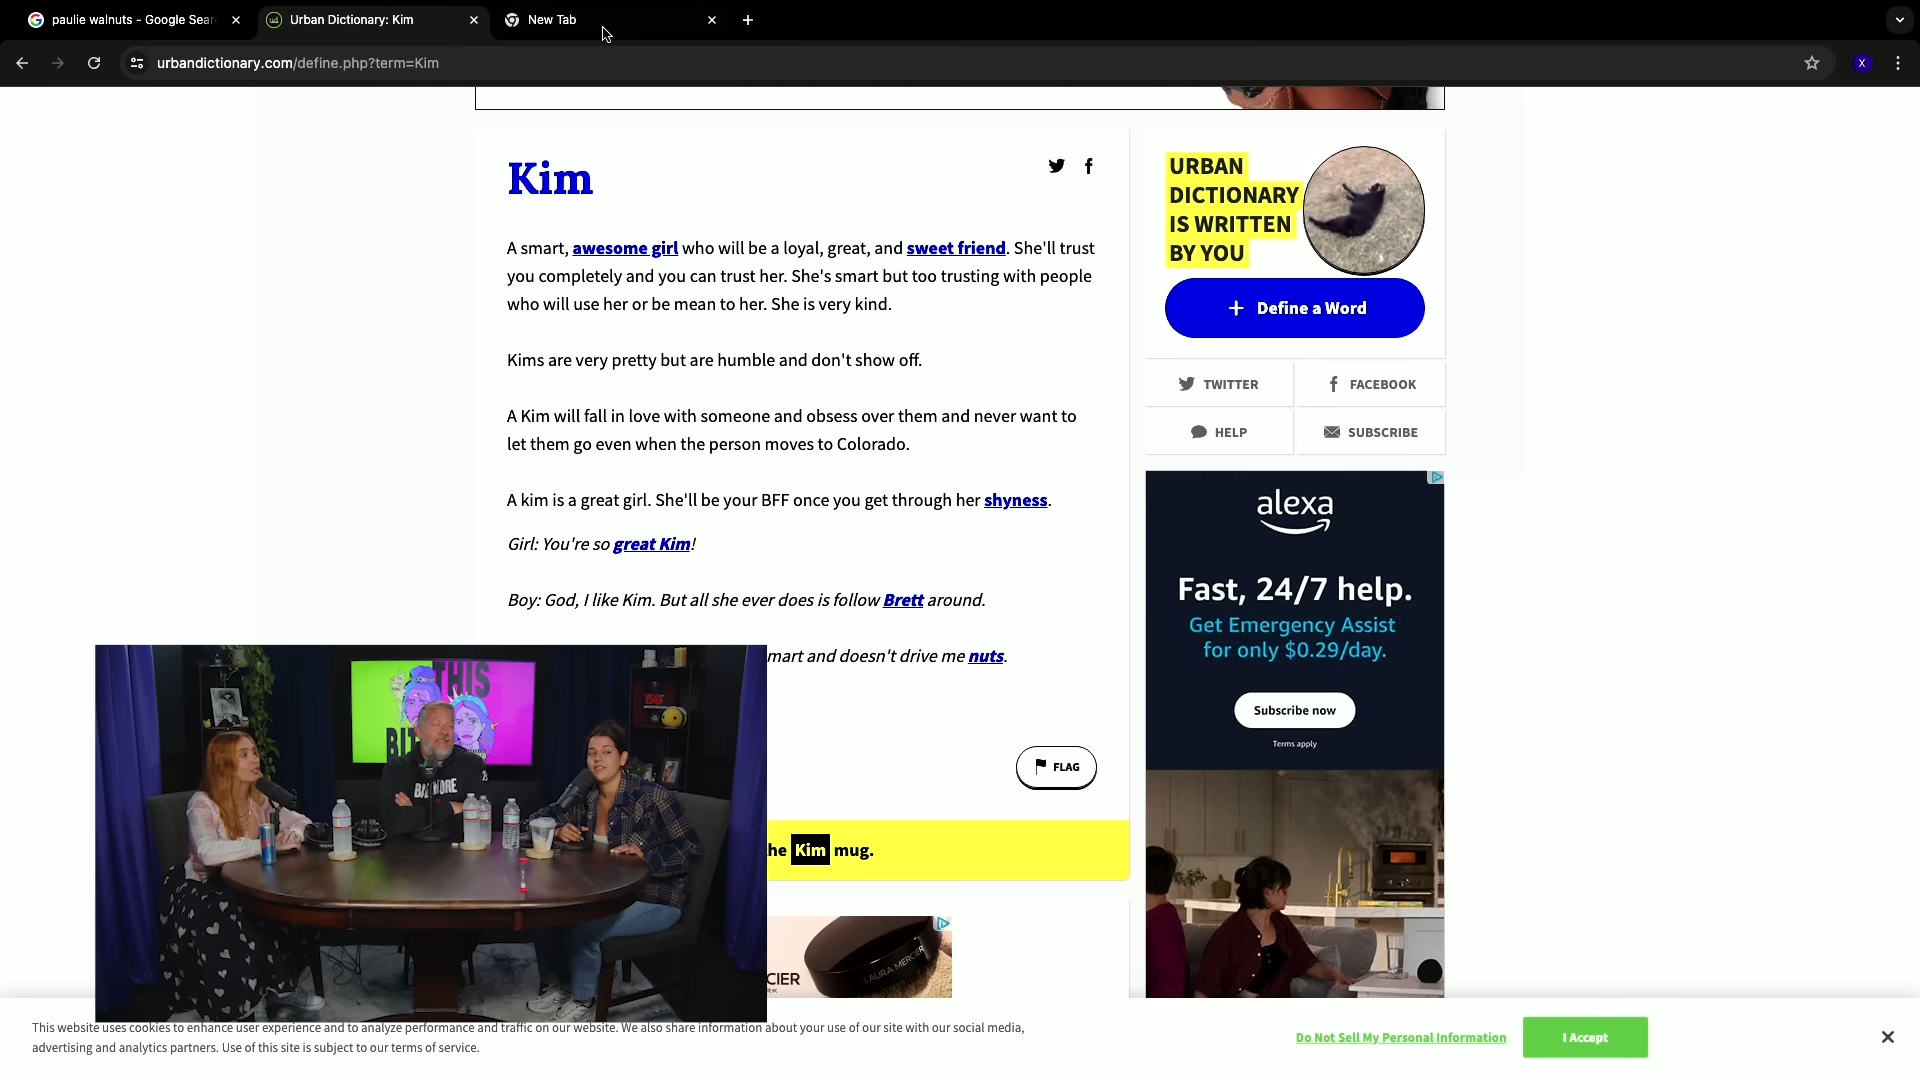 paulie walnuts - Google Sear
Urban Dictionary: Kim
New Tab
urbandictionary.com/define.php?term=Kim
X
Kim
A smart, awesome girl who will be a loyal, great, and sweet friend. She'll trust
you completely and you can trust her. She's smart but too trusting with people
who will use her or be mean to her. She is very kind.
Kims are very pretty but are humble and don't show off.
A Kim will fall in love with someone and obsess over them and never want to
let them go even when the person moves to Colorado.
A kim is a great girl. She'll be your BFF once you get through her shyness.
Girl: You're so great Kim!
Boy: God, I like Kim. But all she ever does is follow Brett around.
mart and doesn't drive me nuts.
FLAG
he Kim mug.
URBAN
DICTIONARY
IS WRITTEN
BY YOU
+ Define a Word
TWITTER
FACEBOOK
HELP
SUBSCRIBE
alexa
Fast, 24/7 help.
Get Emergency Assist
for only $0.29/day.
Subscribe now
Terms apply
THIS
BIT
CIER
RK
LAURA MERCIER
This website uses cookies to enhance user experience and to analyze performance and traffic on our website. We also share information about your use of our site with our social media,
advertising and analytics partners. Use of this site is subject to our terms of service.
Do Not Sell My Personal Information
I Accept